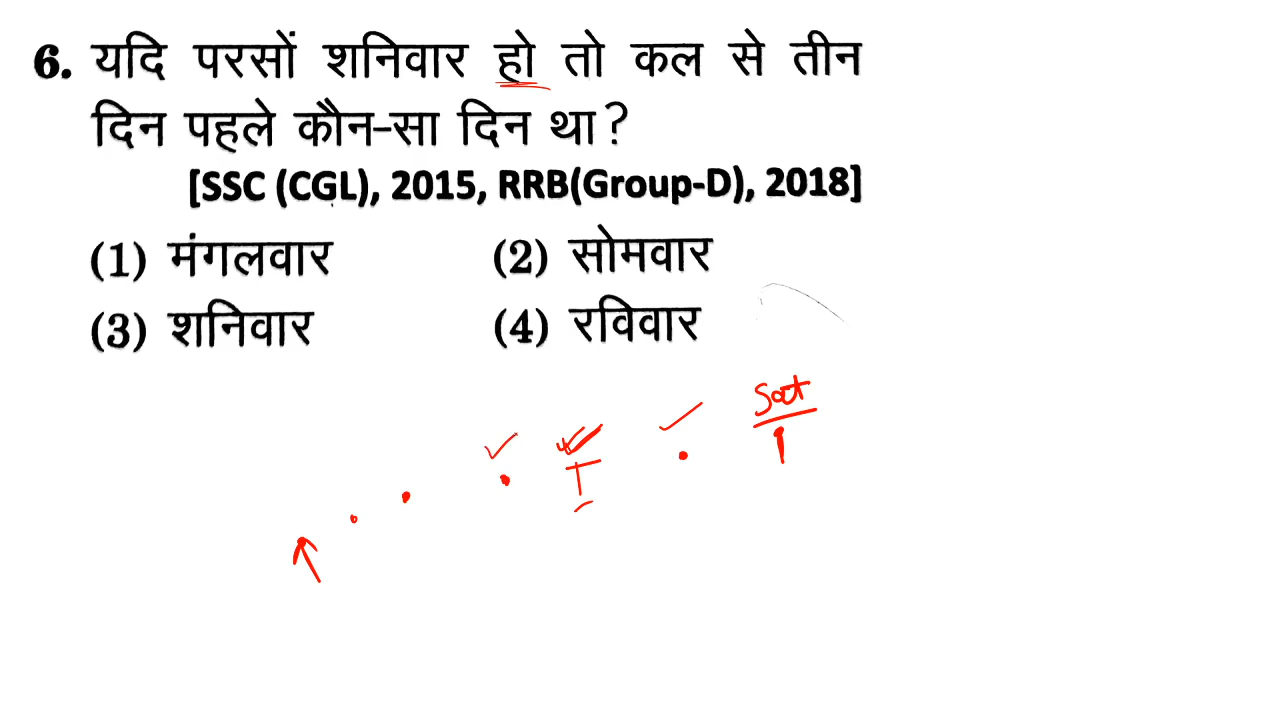 6. यदि परसों शनिवार हो तो कल से तीन
दिन पहले कौन-सा दिन था?
[SSC (CGL), 2015, RRB(Group-D), 2018]
(1) मंगलवार (2) सोमवार
(3) शनिवार (4) रविवार
Sat
T